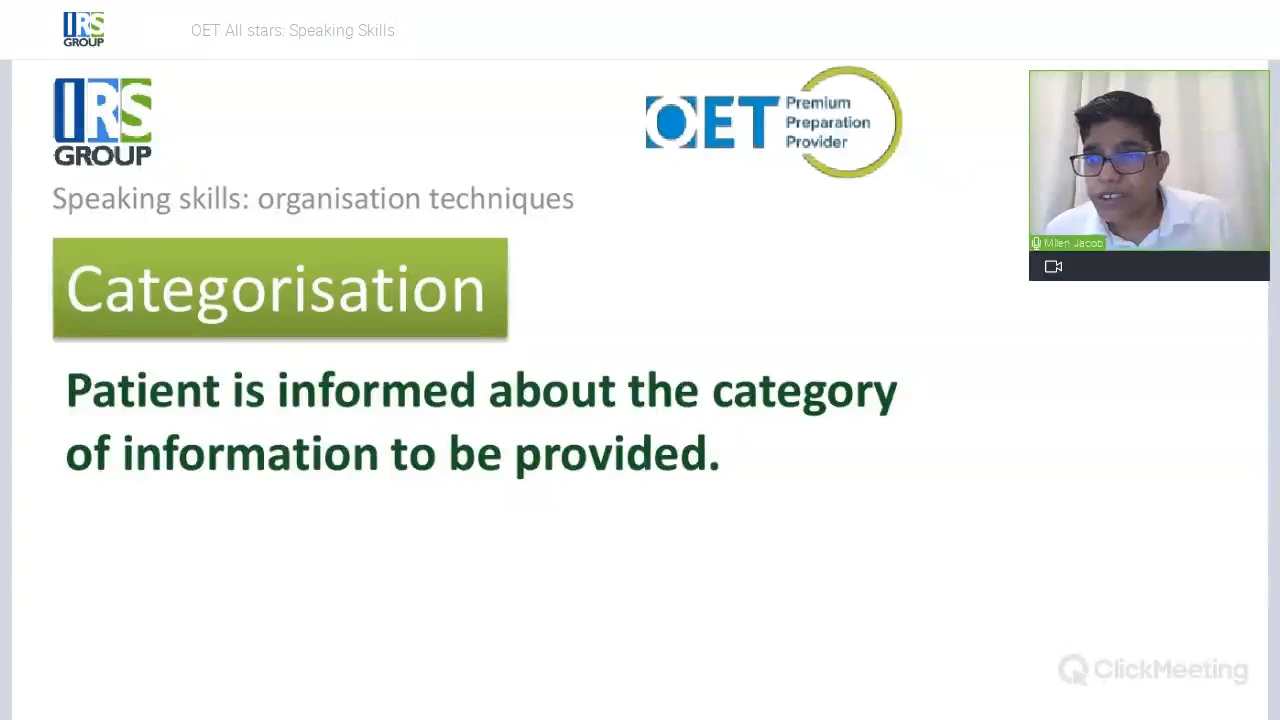 IRS
GROUP
OET All stars: Speaking Skills
IRS
GROUP
OET
Premium
Preparation
Provider
Speaking skills: organisation techniques
Milen Jacob
Categorisation
Patient is informed about the category
of information to be provided.
ClickMeeting